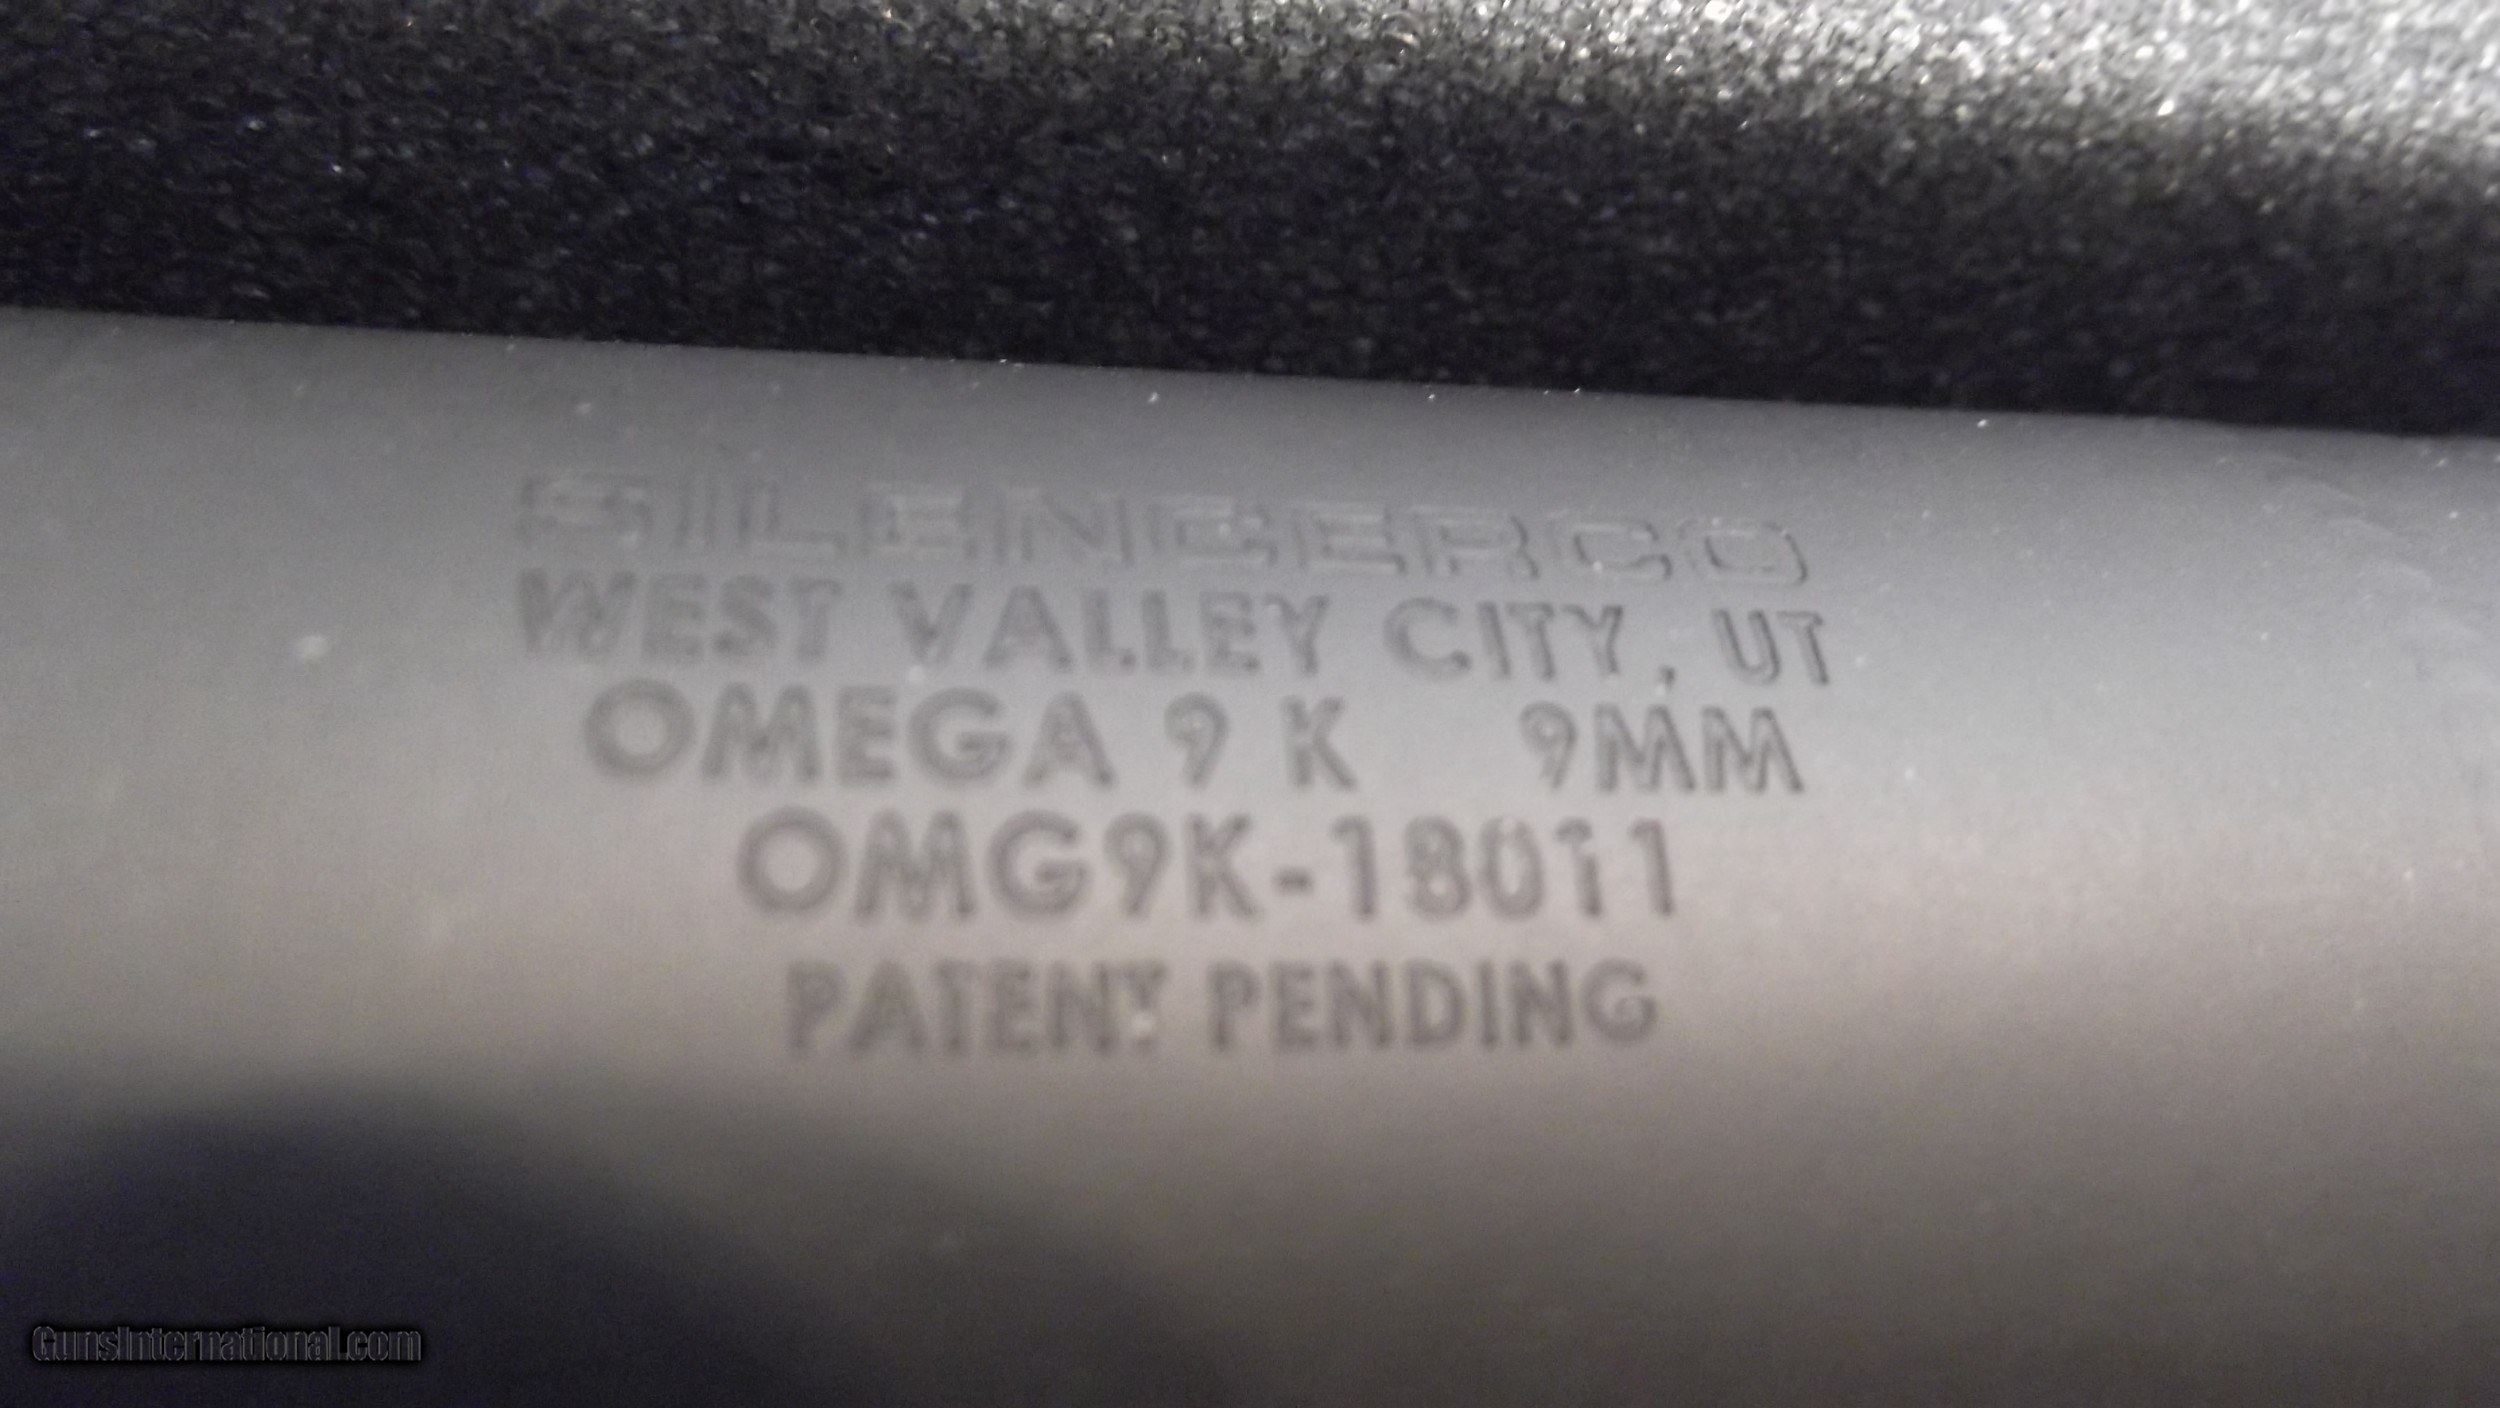 SILENCERCO
WEST VALLEY CITY, UT
OMEGA 9 K 9MM
OMG9K-18011
PATENT PENDING
GunsInternational.com